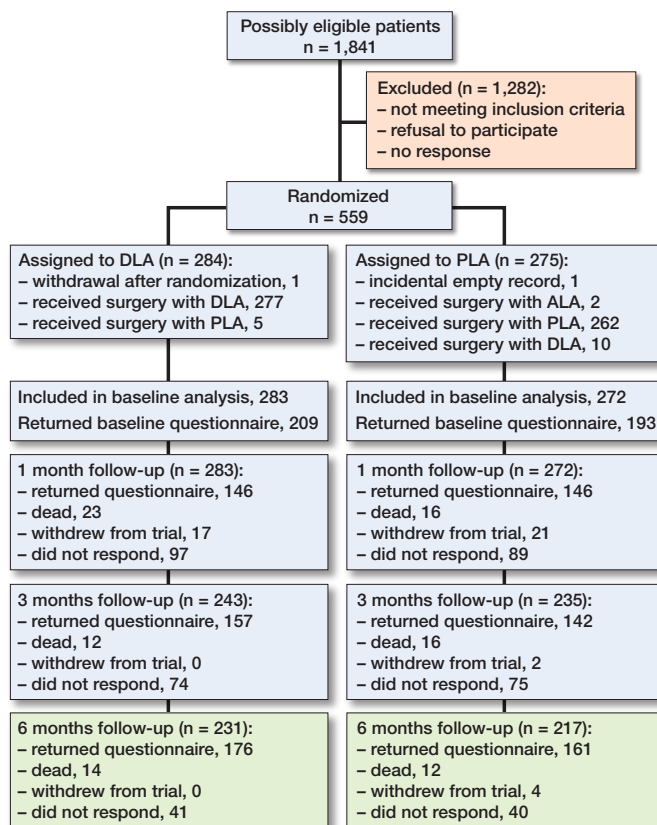 Possibly eligible patients
n = 1,841
Excluded (n = 1,282):
– not meeting inclusion criteria
– refusal to participate
– no response
Randomized
n = 559
Assigned to DLA (n = 284):
– withdrawal after randomization, 1
– received surgery with DLA, 277
– received surgery with PLA, 5
Assigned to PLA (n = 275):
– incidental empty record, 1
– received surgery with ALA, 2
– received surgery with PLA, 262
– received surgery with DLA, 10
Included in baseline analysis, 283
Returned baseline questionnaire, 209
Included in baseline analysis, 272
Returned baseline questionnaire, 193
1 month follow-up (n = 283):
– returned questionnaire, 146
– dead, 23
– withdrew from trial, 17
– did not respond, 97
1 month follow-up (n = 272):
– returned questionnaire, 146
– dead, 16
– withdrew from trial, 21
– did not respond, 89
3 months follow-up (n = 243):
– returned questionnaire, 157
– dead, 12
– withdrew from trial, 0
– did not respond, 74
3 months follow-up (n = 235):
– returned questionnaire, 142
– dead, 16
– withdrew from trial, 2
– did not respond, 75
6 months follow-up (n = 231):
– returned questionnaire, 176
– dead, 14
– withdrew from trial, 0
– did not respond, 41
6 months follow-up (n = 217):
– returned questionnaire, 161
– dead, 12
– withdrew from trial, 4
– did not respond, 40